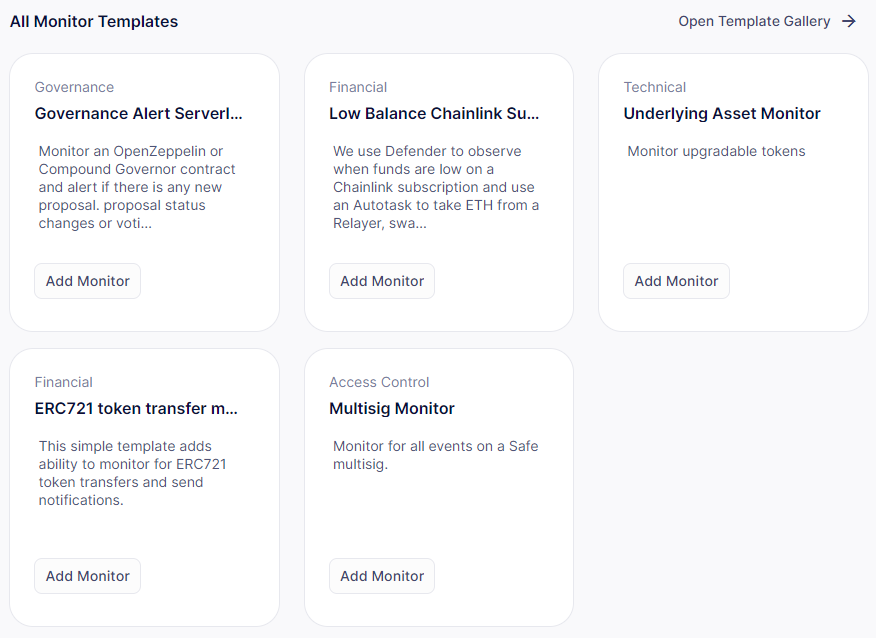 All Monitor Templates
Open Template Gallery →
Governance
Governance Alert Serverl...
Monitor an OpenZeppelin or
Compound Governor contract
and alert if there is any new
proposal. proposal status
changes or voti...
Add Monitor
Financial
Low Balance Chainlink Su...
We use Defender to observe
when funds are low on a
Chainlink subscription and use
an Autotask to take ETH from a
Relayer, swa...
Add Monitor
Technical
Underlying Asset Monitor
Monitor upgradable tokens
Add Monitor
Financial
ERC721 token transfer m...
This simple template adds
ability to monitor for ERC721
token transfers and send
notifications.
Add Monitor
Access Control
Multisig Monitor
Monitor for all events on a Safe
multisig.
Add Monitor